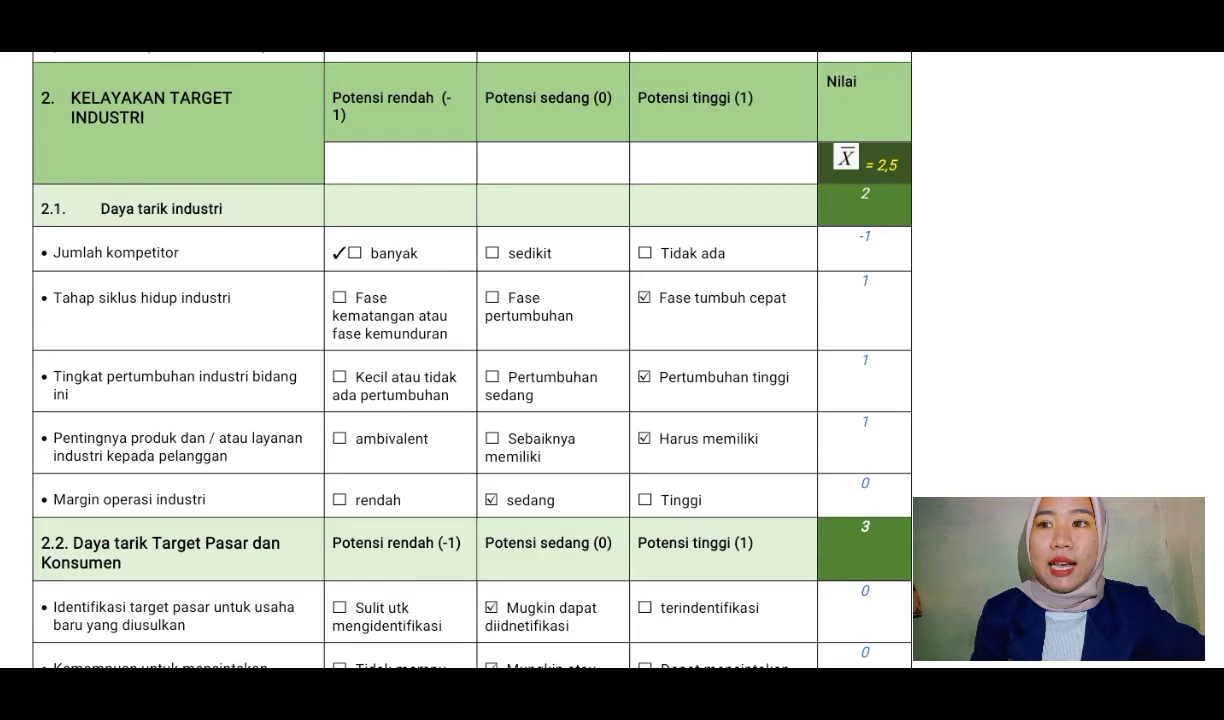 2. KELAYAKAN TARGET
INDUSTRI
Potensi rendah (-
1)
Potensi sedang (0)
Potensi tinggi (1)
Nilai
X = 2,5
2.1. Daya tarik industri
2
• Jumlah kompetitor
✓☐ banyak
☐ sedikit
☐ Tidak ada
-1
• Tahap siklus hidup industri
☐ Fase
kematangan atau
fase kemunduran
☐ Fase
pertumbuhan
☑ Fase tumbuh cepat
1
• Tingkat pertumbuhan industri bidang
ini
☐ Kecil atau tidak
ada pertumbuhan
☐ Pertumbuhan
sedang
☑ Pertumbuhan tinggi
1
• Pentingnya produk dan / atau layanan
industri kepada pelanggan
☐ ambivalent
☐ Sebaiknya
memiliki
☑ Harus memiliki
1
• Margin operasi industri
☐ rendah
☑ sedang
☐ Tinggi
0
2.2. Daya tarik Target Pasar dan
Konsumen
Potensi rendah (-1)
Potensi sedang (0)
Potensi tinggi (1)
3
• Identifikasi target pasar untuk usaha
baru yang diusulkan
☐ Sulit utk
mengidentifikasi
☑ Mugkin dapat
diidnetifikasi
☐ terindentifikasi
0
0